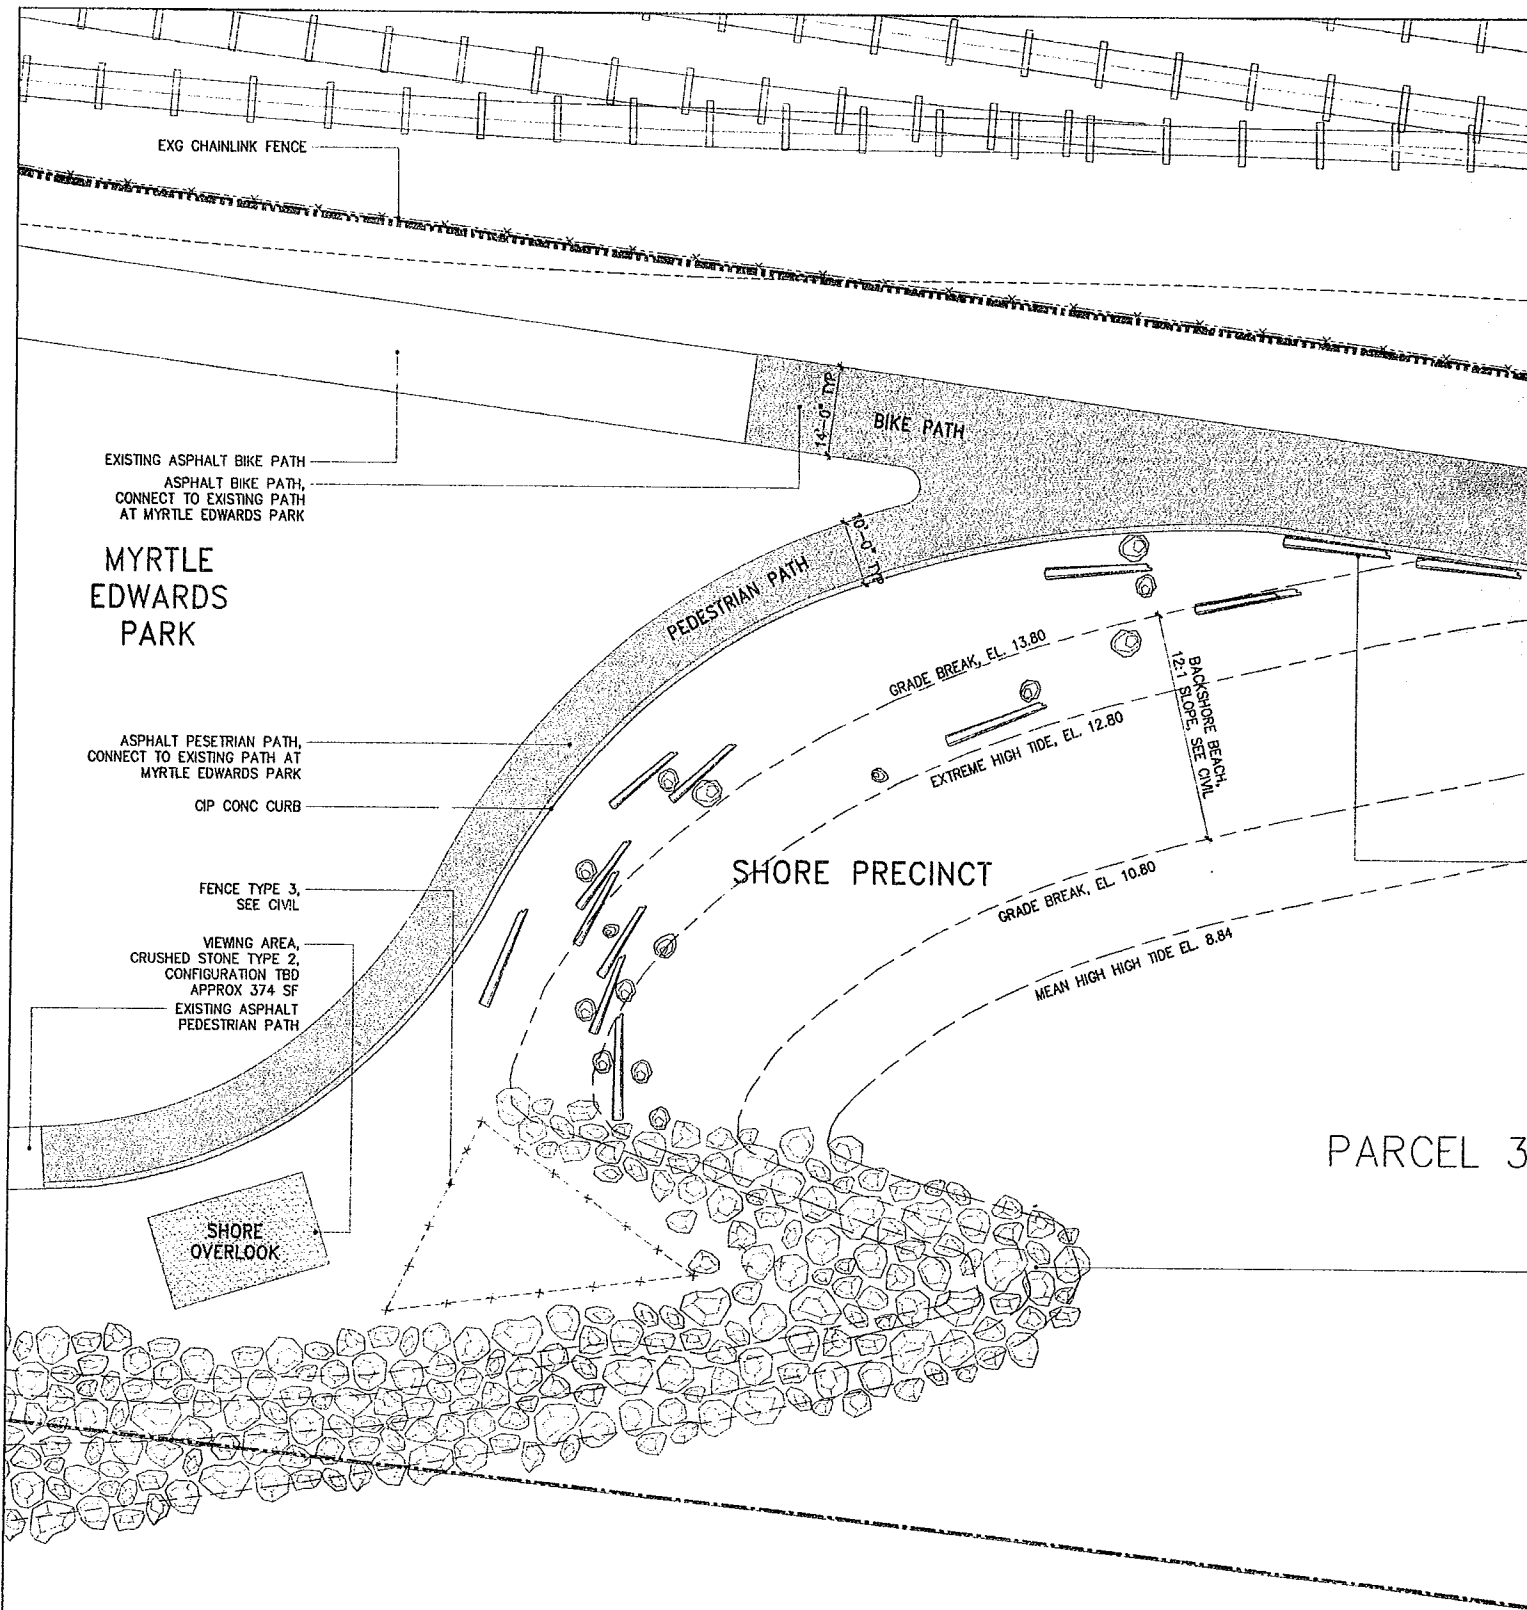 EXG CHAINLINK FENCE
14'-0" TYP
BIKE PATH
EXISTING ASPHALT BIKE PATH
ASPHALT BIKE PATH,
CONNECT TO EXISTING PATH
AT MYRTLE EDWARDS PARK
10'-0" TYP
MYRTLE
EDWARDS
PARK
PEDESTRIAN PATH
GRADE BREAK, EL. 13.80
BACKSHORE BEACH,
12:1 SLOPE, SEE CIVIL
EXTREME HIGH TIDE, EL. 12.80
ASPHALT PESETRIAN PATH,
CONNECT TO EXISTING PATH AT
MYRTLE EDWARDS PARK
CIP CONC CURB
SHORE PRECINCT
GRADE BREAK, EL. 10.80
FENCE TYPE 3,
SEE CIVIL
MEAN HIGH HIGH TIDE EL. 8.84
VIEWING AREA,
CRUSHED STONE TYPE 2,
CONFIGURATION TBD
APPROX 374 SF
EXISTING ASPHALT
PEDESTRIAN PATH
PARCEL 3
SHORE
OVERLOOK